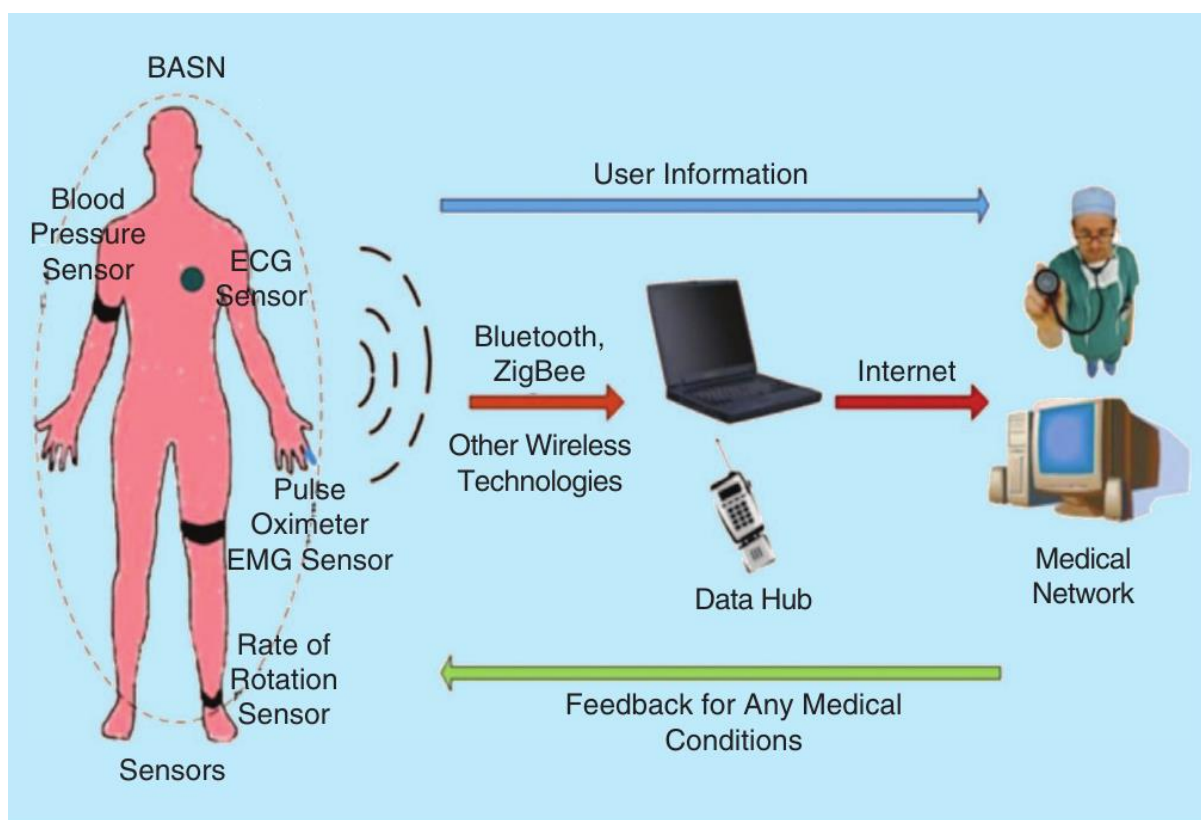 BASN
Blood
Pressure
Sensor
ECG
Sensor
Pulse
Oximeter
EMG Sensor
Rate of
Rotation
Sensor
Sensors
User Information
Bluetooth,
ZigBee
Other Wireless
Technologies
Internet
Data Hub
Medical
Network
Feedback for Any Medical
Conditions